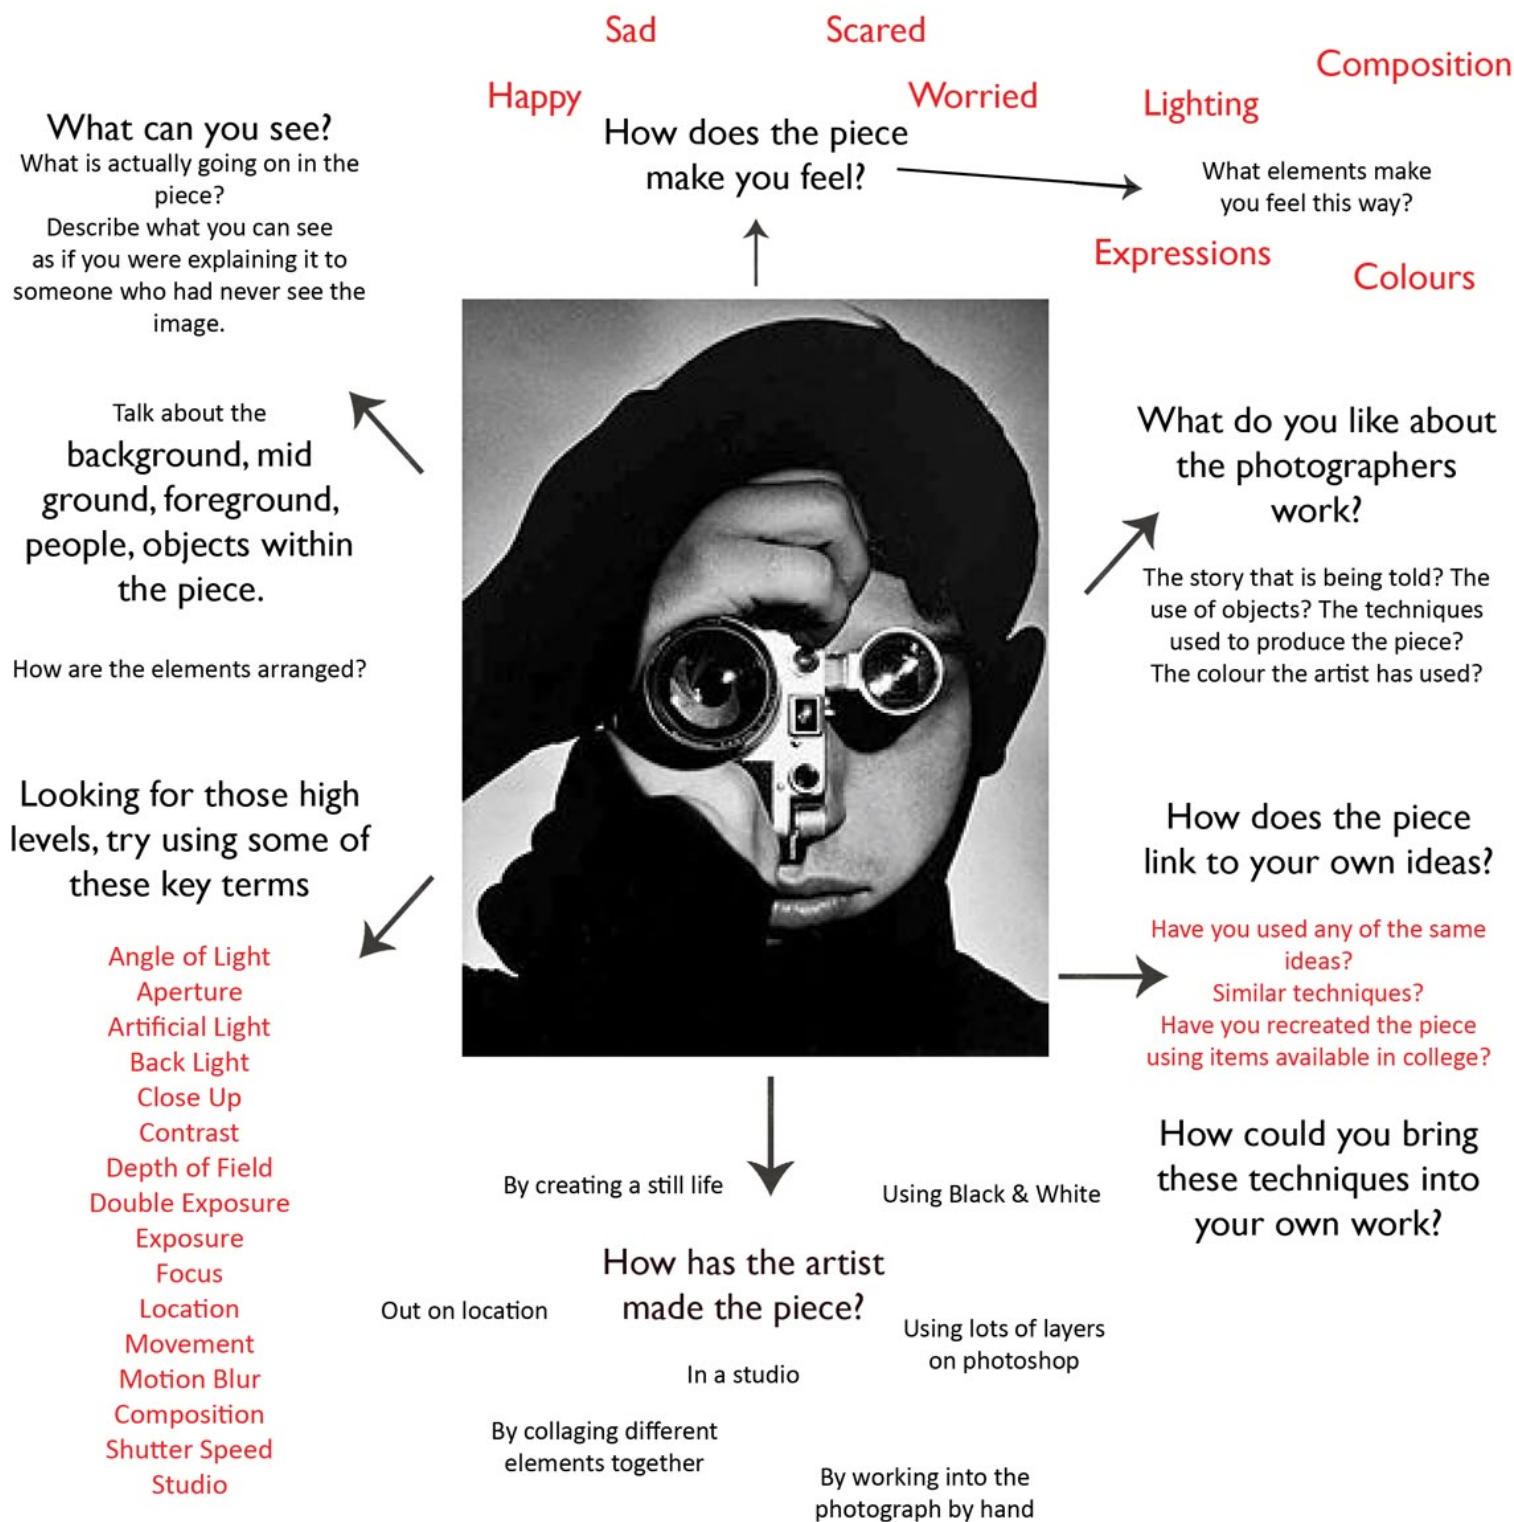 Sad
Scared
Happy
Worried
How does the piece
make you feel?
Composition
Lighting
What elements make
you feel this way?
Expressions
Colours
What can you see?
What is actually going on in the
piece?
Describe what you can see
as if you were explaining it to
someone who had never see the
image.
Talk about the
background, mid
ground, foreground,
people, objects within
the piece.
How are the elements arranged?
What do you like about
the photographers
work?
The story that is being told? The
use of objects? The techniques
used to produce the piece?
The colour the artist has used?
Looking for those high
levels, try using some of
these key terms
Angle of Light
Aperture
Artificial Light
Back Light
Close Up
Contrast
Depth of Field
Double Exposure
Exposure
Focus
Location
Movement
Motion Blur
Composition
Shutter Speed
Studio
How does the piece
link to your own ideas?
Have you used any of the same
ideas?
Similar techniques?
Have you recreated the piece
using items available in college?
How could you bring
these techniques into
your own work?
By creating a still life
Using Black & White
How has the artist
made the piece?
Out on location
Using lots of layers
on photoshop
In a studio
By collaging different
elements together
By working into the
photograph by hand